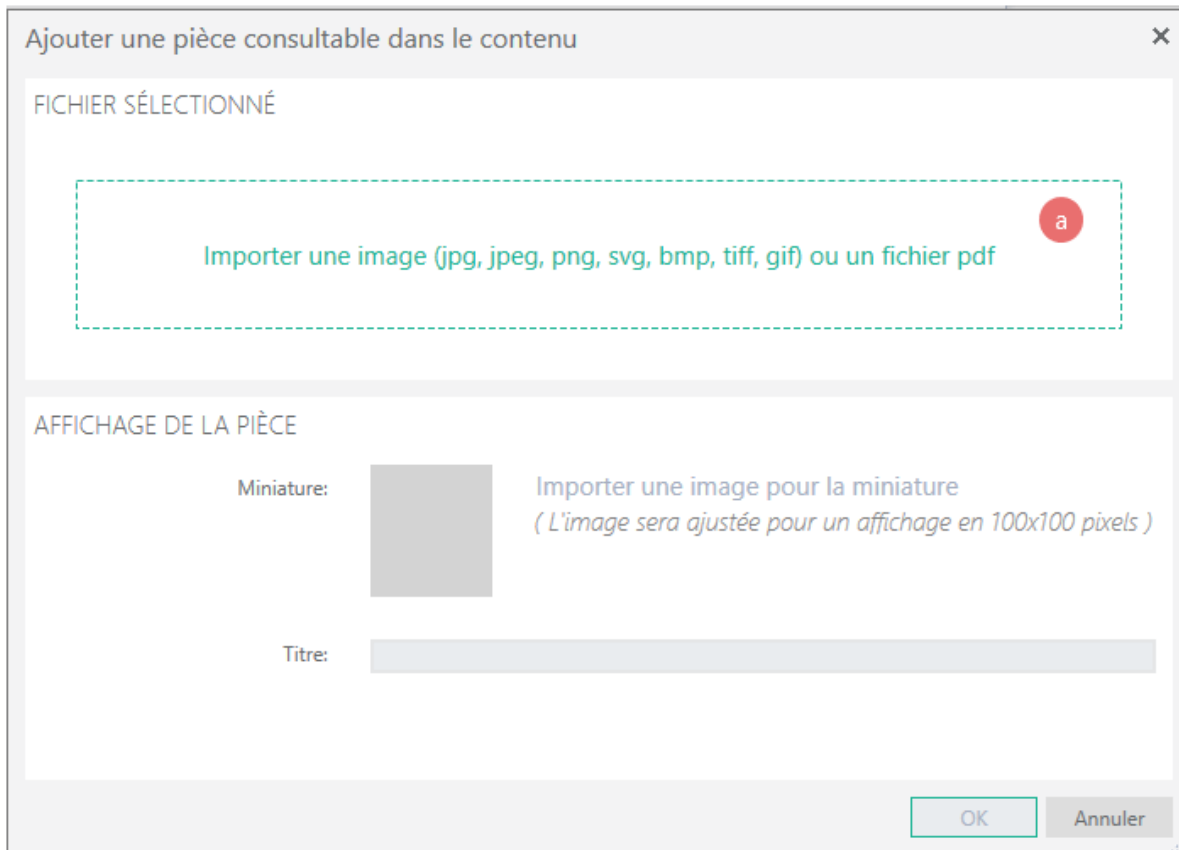 Ajouter une pièce consultable dans le contenu
FICHIER SÉLECTIONNÉ
a
Importer une image (jpg, jpeg, png, svg, bmp, tiff, gif) ou un fichier pdf
AFFICHAGE DE LA PIÈCE
Miniature:
Importer une image pour la miniature
( L'image sera ajustée pour un affichage en 100x100 pixels )
Titre:
OK
Annuler